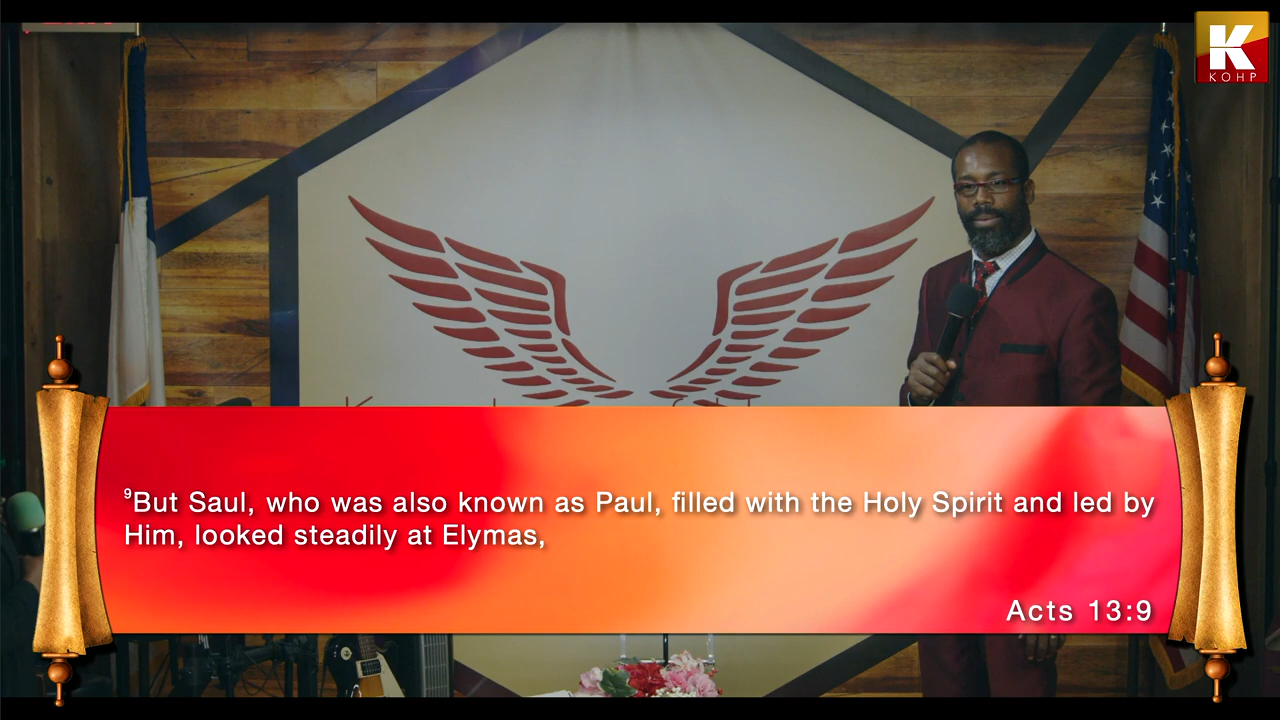 K
KOHP
⁹But Saul, who was also known as Paul, filled with the Holy Spirit and led by
Him, looked steadily at Elymas,
Acts 13:9